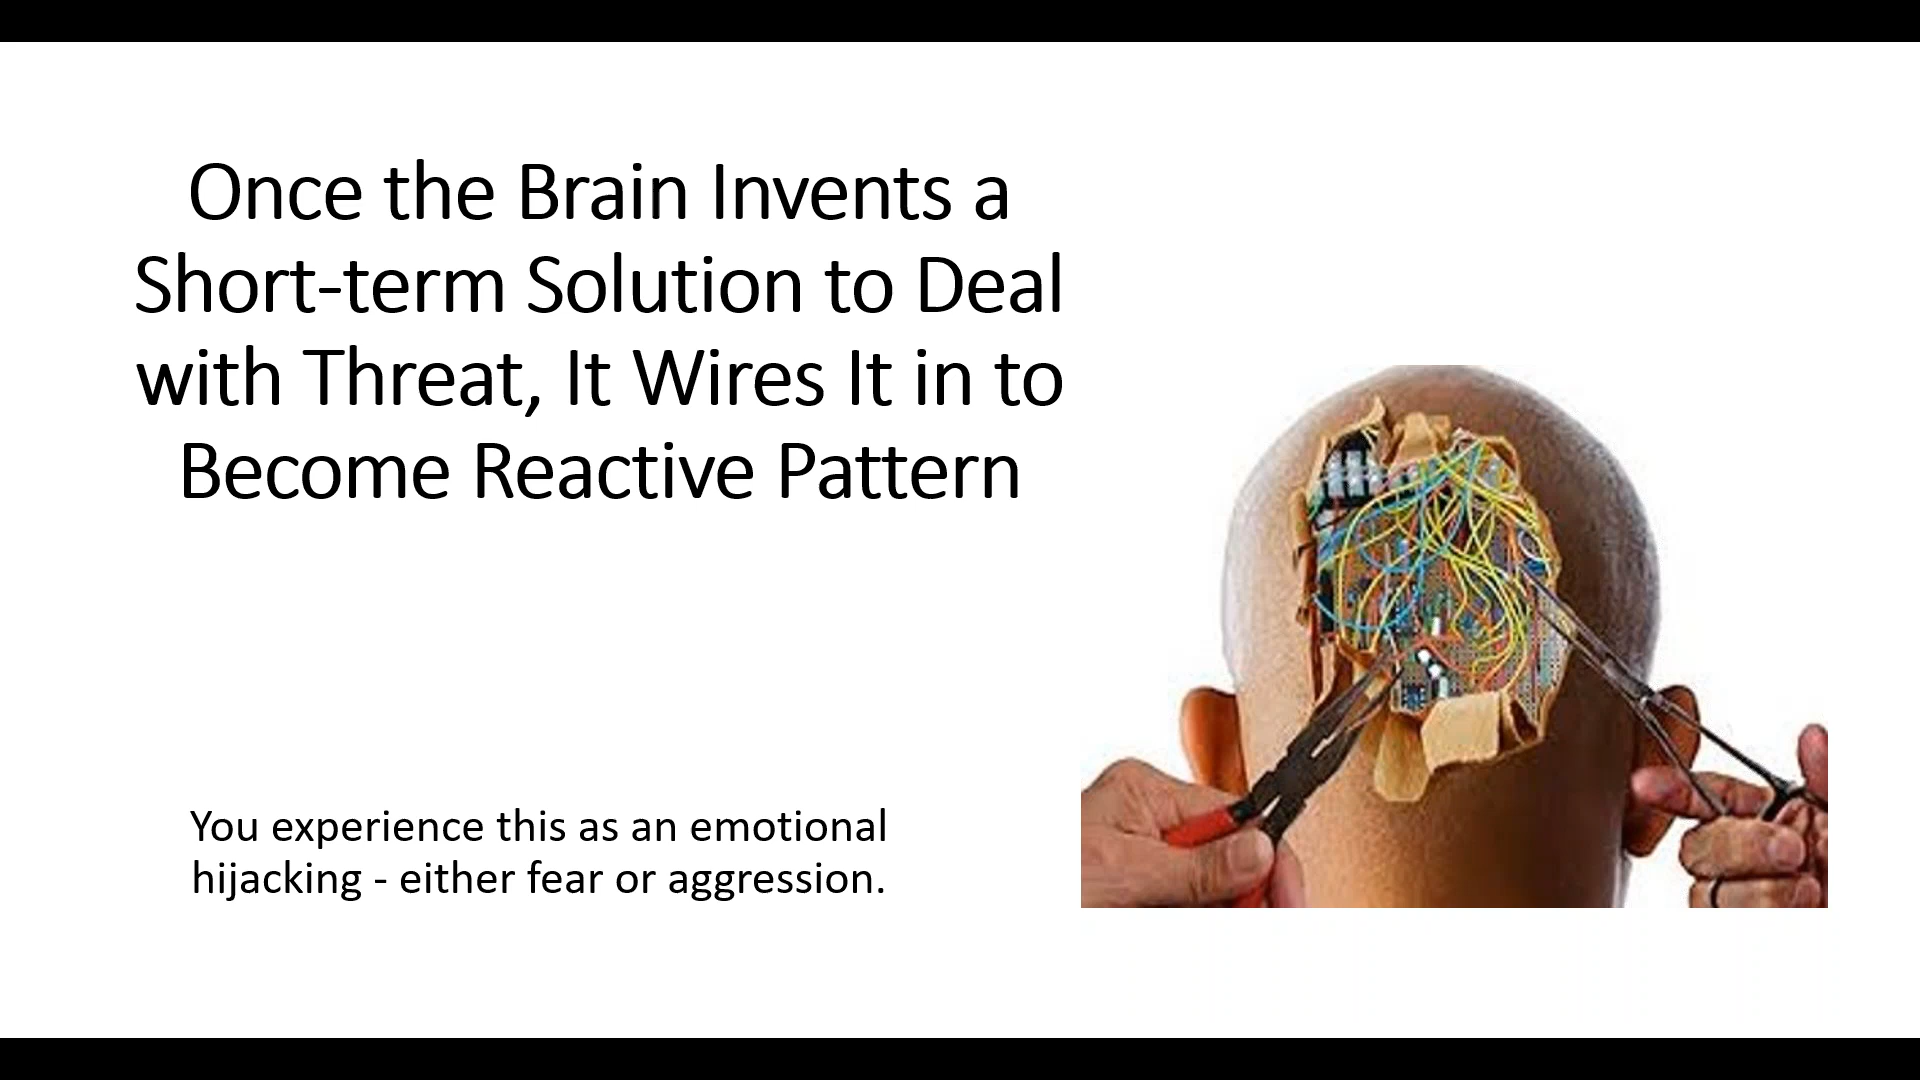 Once the Brain Invents a
Short-term Solution to Deal
with Threat, It Wires It in to
Become Reactive Pattern
You experience this as an emotional
hijacking - either fear or aggression.